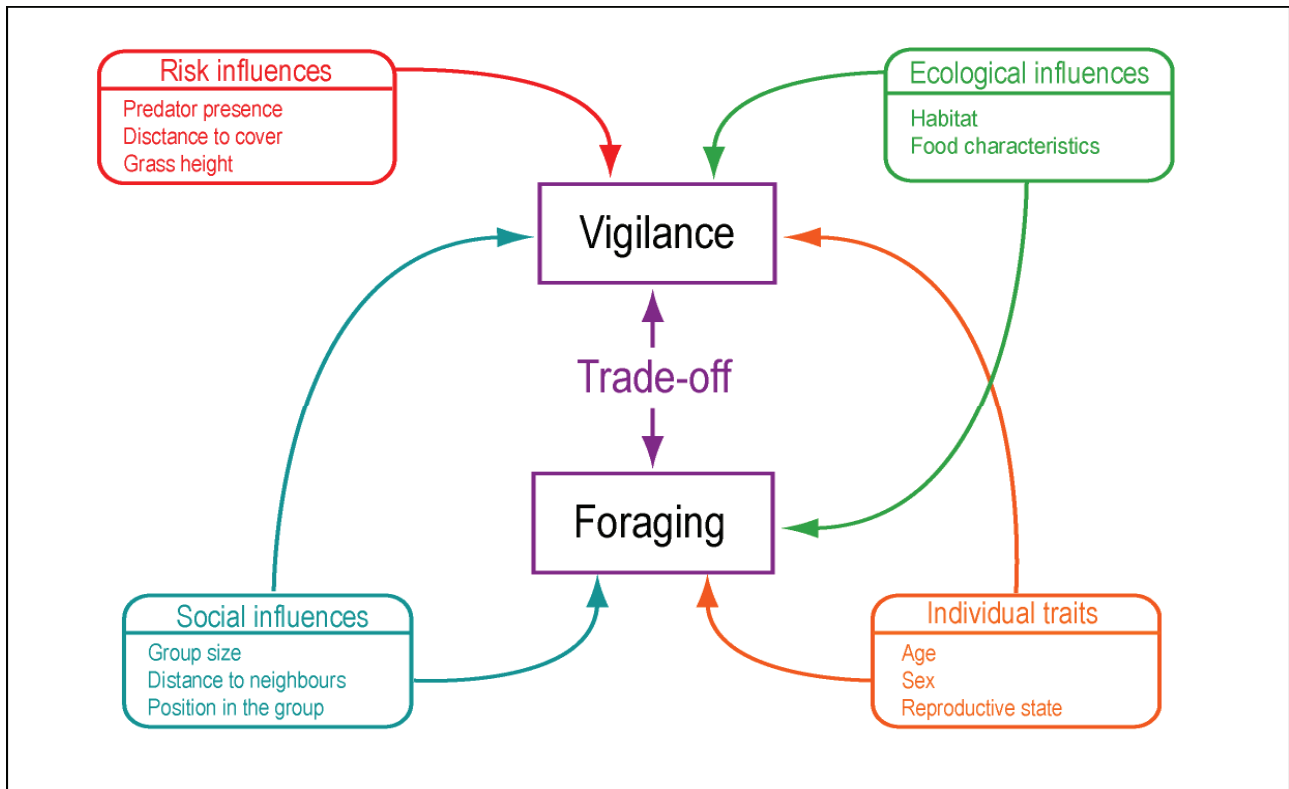 Risk influences
Predator presence
Disctance to cover
Grass height
Ecological influences
Habitat
Food characteristics
Vigilance
Trade-off
Foraging
Social influences
Group size
Distance to neighbours
Position in the group
Individual traits
Age
Sex
Reproductive state